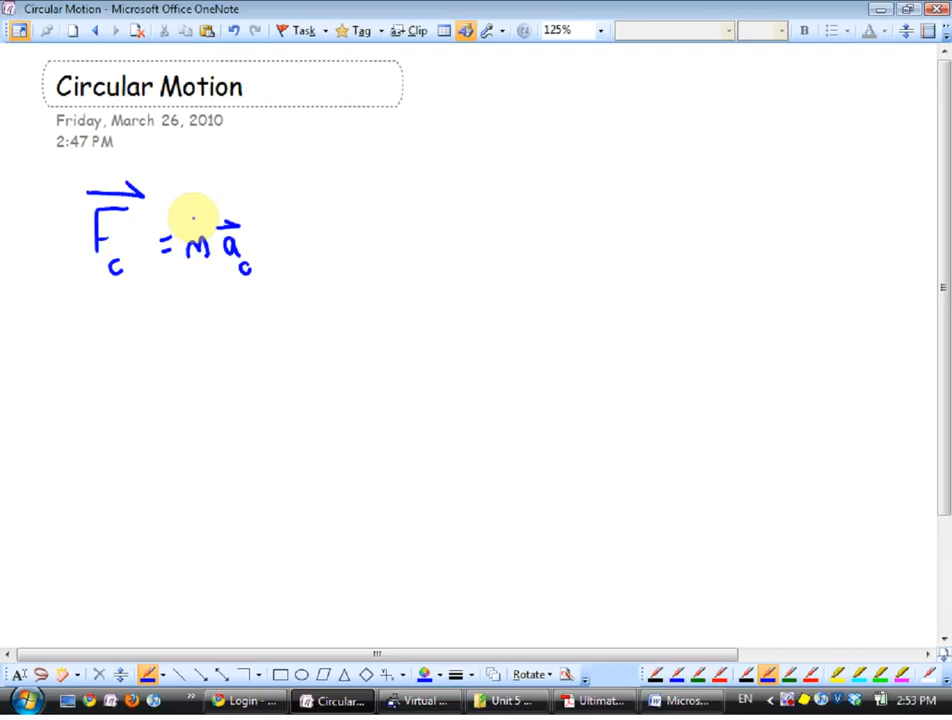 Circular Motion - Microsoft Office OneNote
Task Tag Clip 125% B A
Circular Motion
Friday, March 26, 2010
2:47 PM
F⃗c = m a⃗c
Rotate
Login - ... Circular... Virtual ... Unit 5 ... Ultimat... Micros... EN 2:53 PM